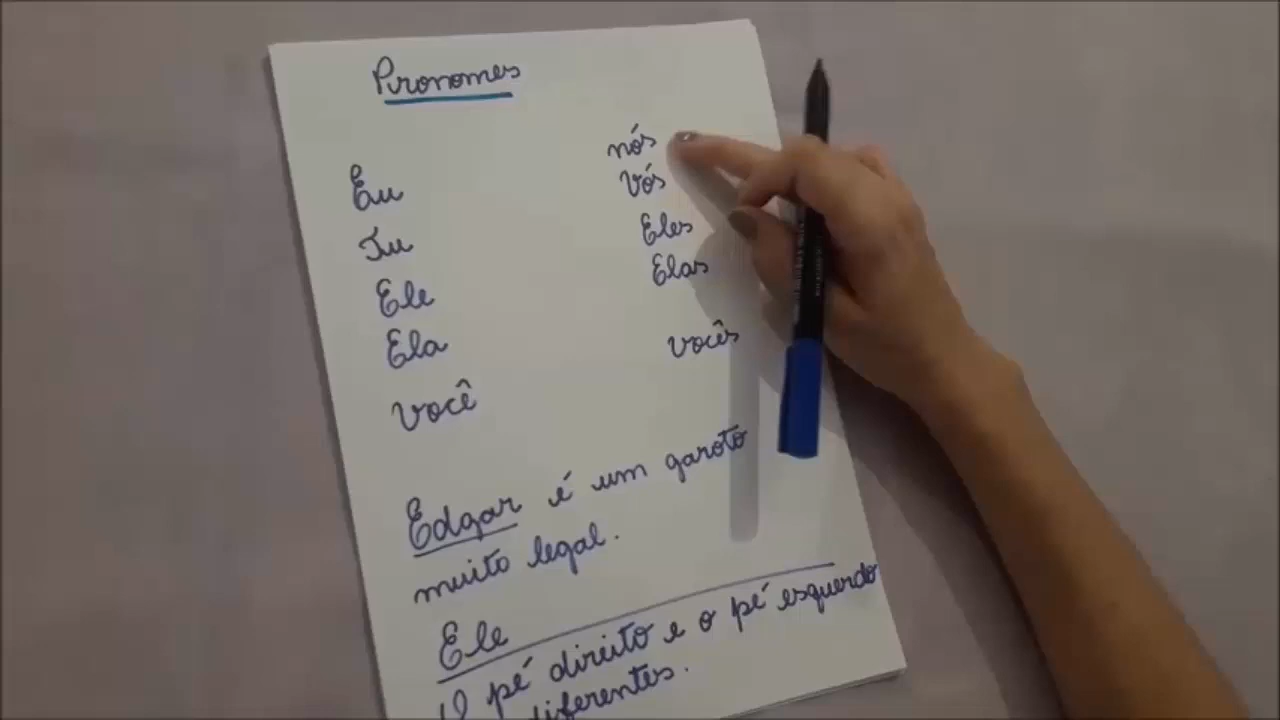 Pronomes
Eu
Tu
Ele
Ela
Você
nós
Vós
Eles
Elas
vocês
Edgar é um garoto
muito legal.
Ele
O pé direito e o pé esquerdo
diferentes.